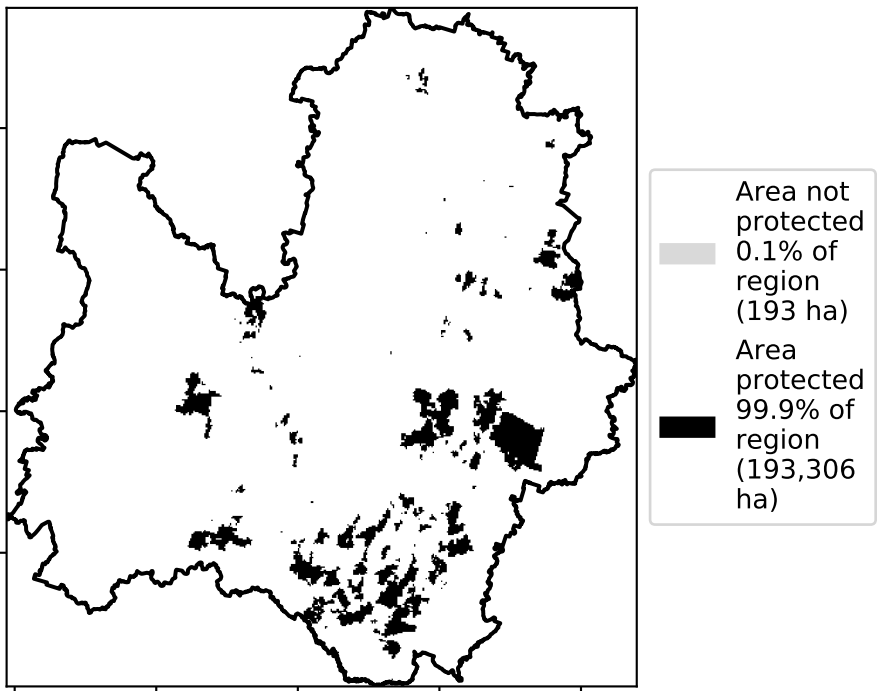 Area not
protected
0.1% of
region
(193 ha)
Area
protected
99.9% of
region
(193,306
ha)